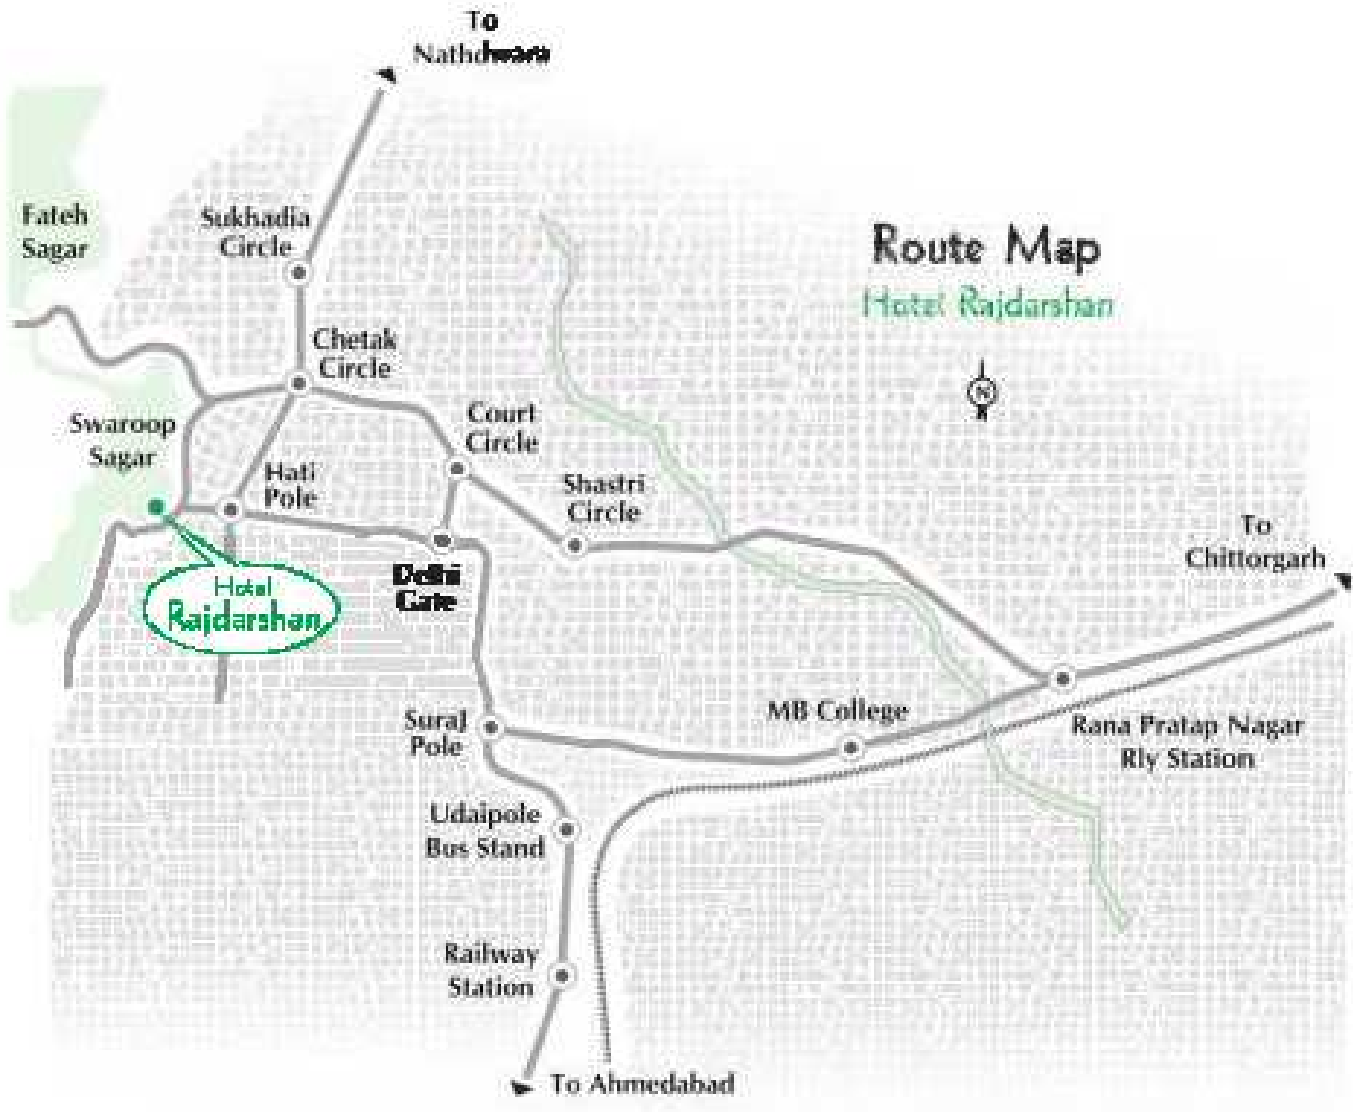 To
Nathdwara
Fateh
Sagar
Sukhadia
Circle
Route Map
Hotel Rajdarshan
N
Chetak
Circle
Swaroop
Sagar
Court
Circle
Hati
Pole
Shastri
Circle
To
Chittorgarh
Delhi
Gate
Hotel
Rajdarshan
Suraj
Pole
MB College
Rana Pratap Nagar
Rly Station
Udaipole
Bus Stand
Railway
Station
To Ahmedabad